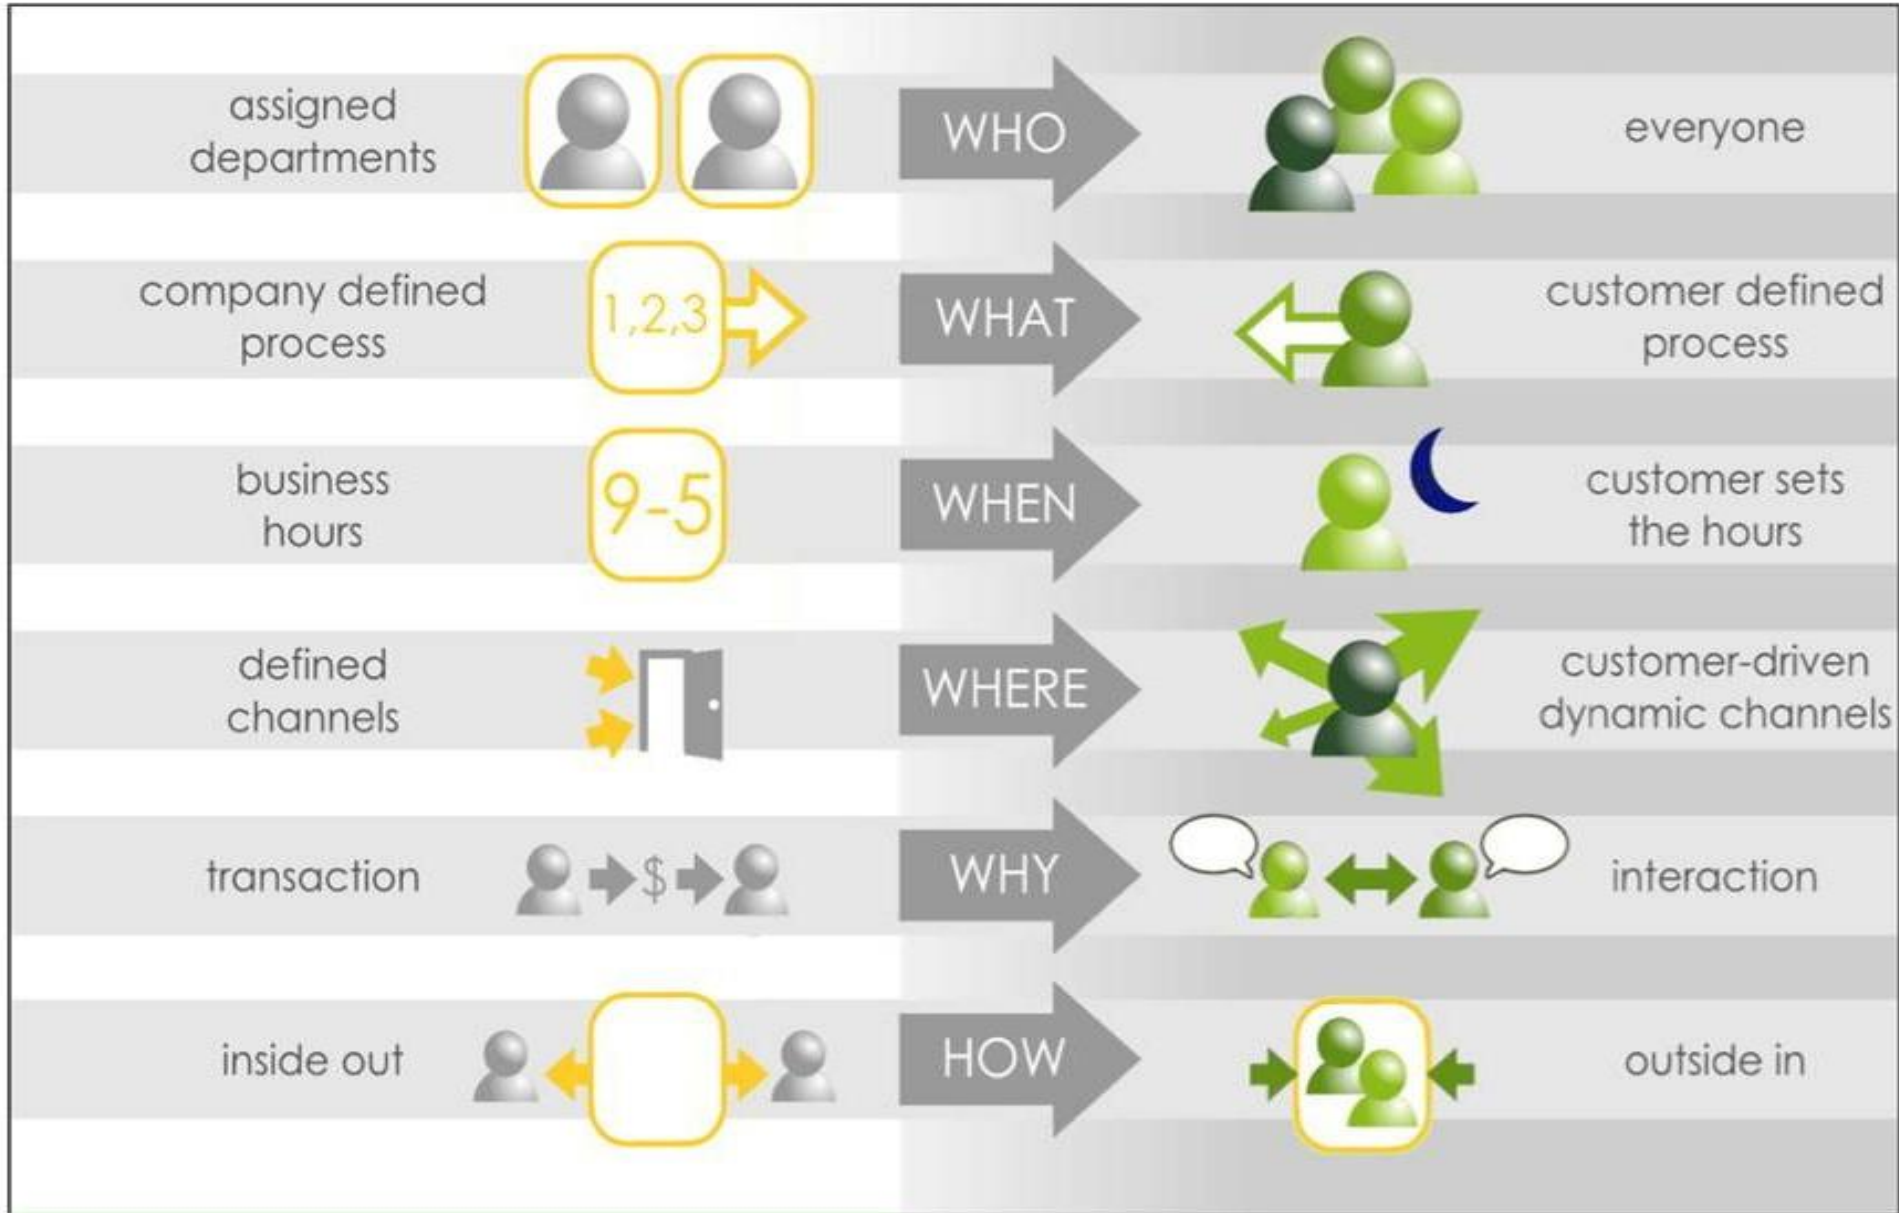 assigned
departments
WHO
everyone
company defined
process
1,2,3
WHAT
customer defined
process
business
hours
9-5
WHEN
customer sets
the hours
defined
channels
WHERE
customer-driven
dynamic channels
transaction
$
WHY
interaction
inside out
HOW
outside in